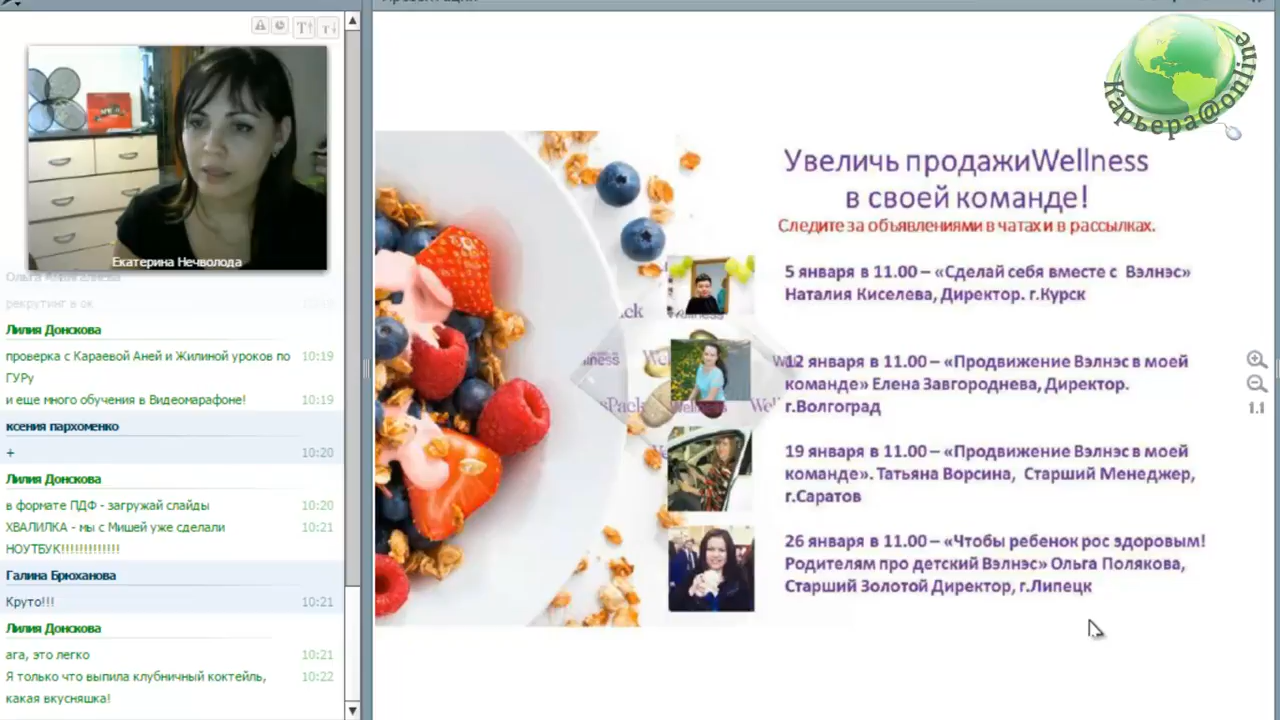 Екатерина Нечволода
рекрутинг в ок
Лилия Донскова
проверка с Караевой Аней и Жилиной уроков по
10:19
ГУРу
и еще много обучения в Видеомарафоне!
10:19
ксения пархоменко
+
10:20
Лилия Донскова
в формате ПДФ - загружай слайды
10:20
ХВАЛИЛКА - мы с Мишей уже сделали
10:21
НОУТБУК!!!!!!!!!!!!!
Галина Брюханова
Круто!!!
10:21
Лилия Донскова
ага, это легко
10:21
Я только что выпила клубничный коктейль,
10:22
какая вкусняшка!
Карьера@online
Увеличь продажиWellness
в своей команде!
Следите за объявлениями в чатах и в рассылках.
5 января в 11.00 – «Сделай себя вместе с Вэлнэс»
Наталия Киселева, Директор. г.Курск
12 января в 11.00 – «Продвижение Вэлнэс в моей
команде» Елена Завгороднева, Директор.
г.Волгоград
19 января в 11.00 – «Продвижение Вэлнэс в моей
команде». Татьяна Ворсина, Старший Менеджер,
г.Саратов
26 января в 11.00 – «Чтобы ребенок рос здоровым!
Родителям про детский Вэлнэс» Ольга Полякова,
Старший Золотой Директор, г.Липецк
1.1